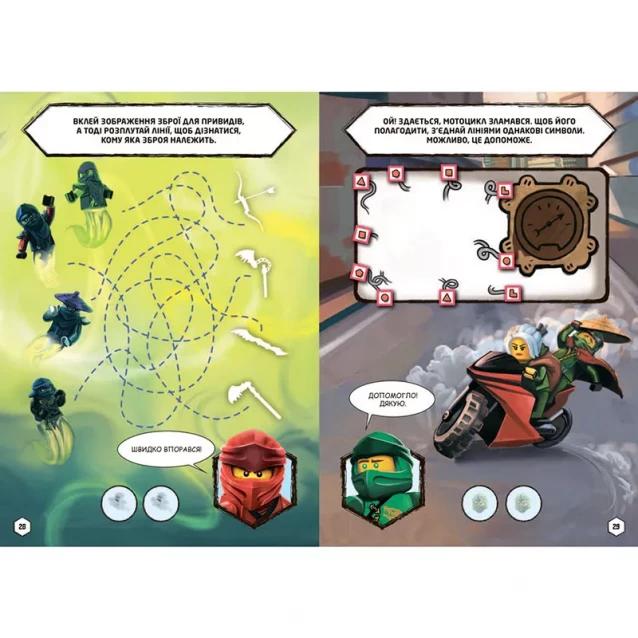 ВКЛЕЙ ЗОБРАЖЕННЯ ЗБРОЇ ДЛЯ ПРИВИДІВ,
А ТОДІ РОЗПЛУТАЙ ЛІНІЇ, ЩОБ ДІЗНАТИСЯ,
КОМУ ЯКА ЗБРОЯ НАЛЕЖИТЬ.
ШВИДКО ВПОРАВСЯ!
28
ОЙ! ЗДАЄТЬСЯ, МОТОЦИКЛ ЗЛАМАВСЯ. ЩОБ ЙОГО
ПОЛАГОДИТИ, З'ЄДНАЙ ЛІНІЯМИ ОДНАКОВІ СИМВОЛИ.
МОЖЛИВО, ЦЕ ДОПОМОЖЕ.
ДОПОМОГЛО!
ДЯКУЮ.
29